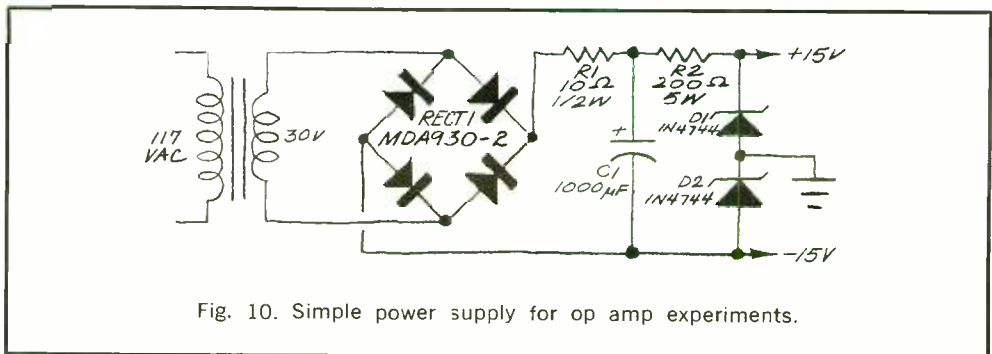 117
VAC
30V
RECT1
MDA930-2
R1
10Ω
1/2W
R2
200Ω
5W
+
C1
1000μF
D1
1N4744
D2
1N4744
+15V
-15V
Fig. 10. Simple power supply for op amp experiments.